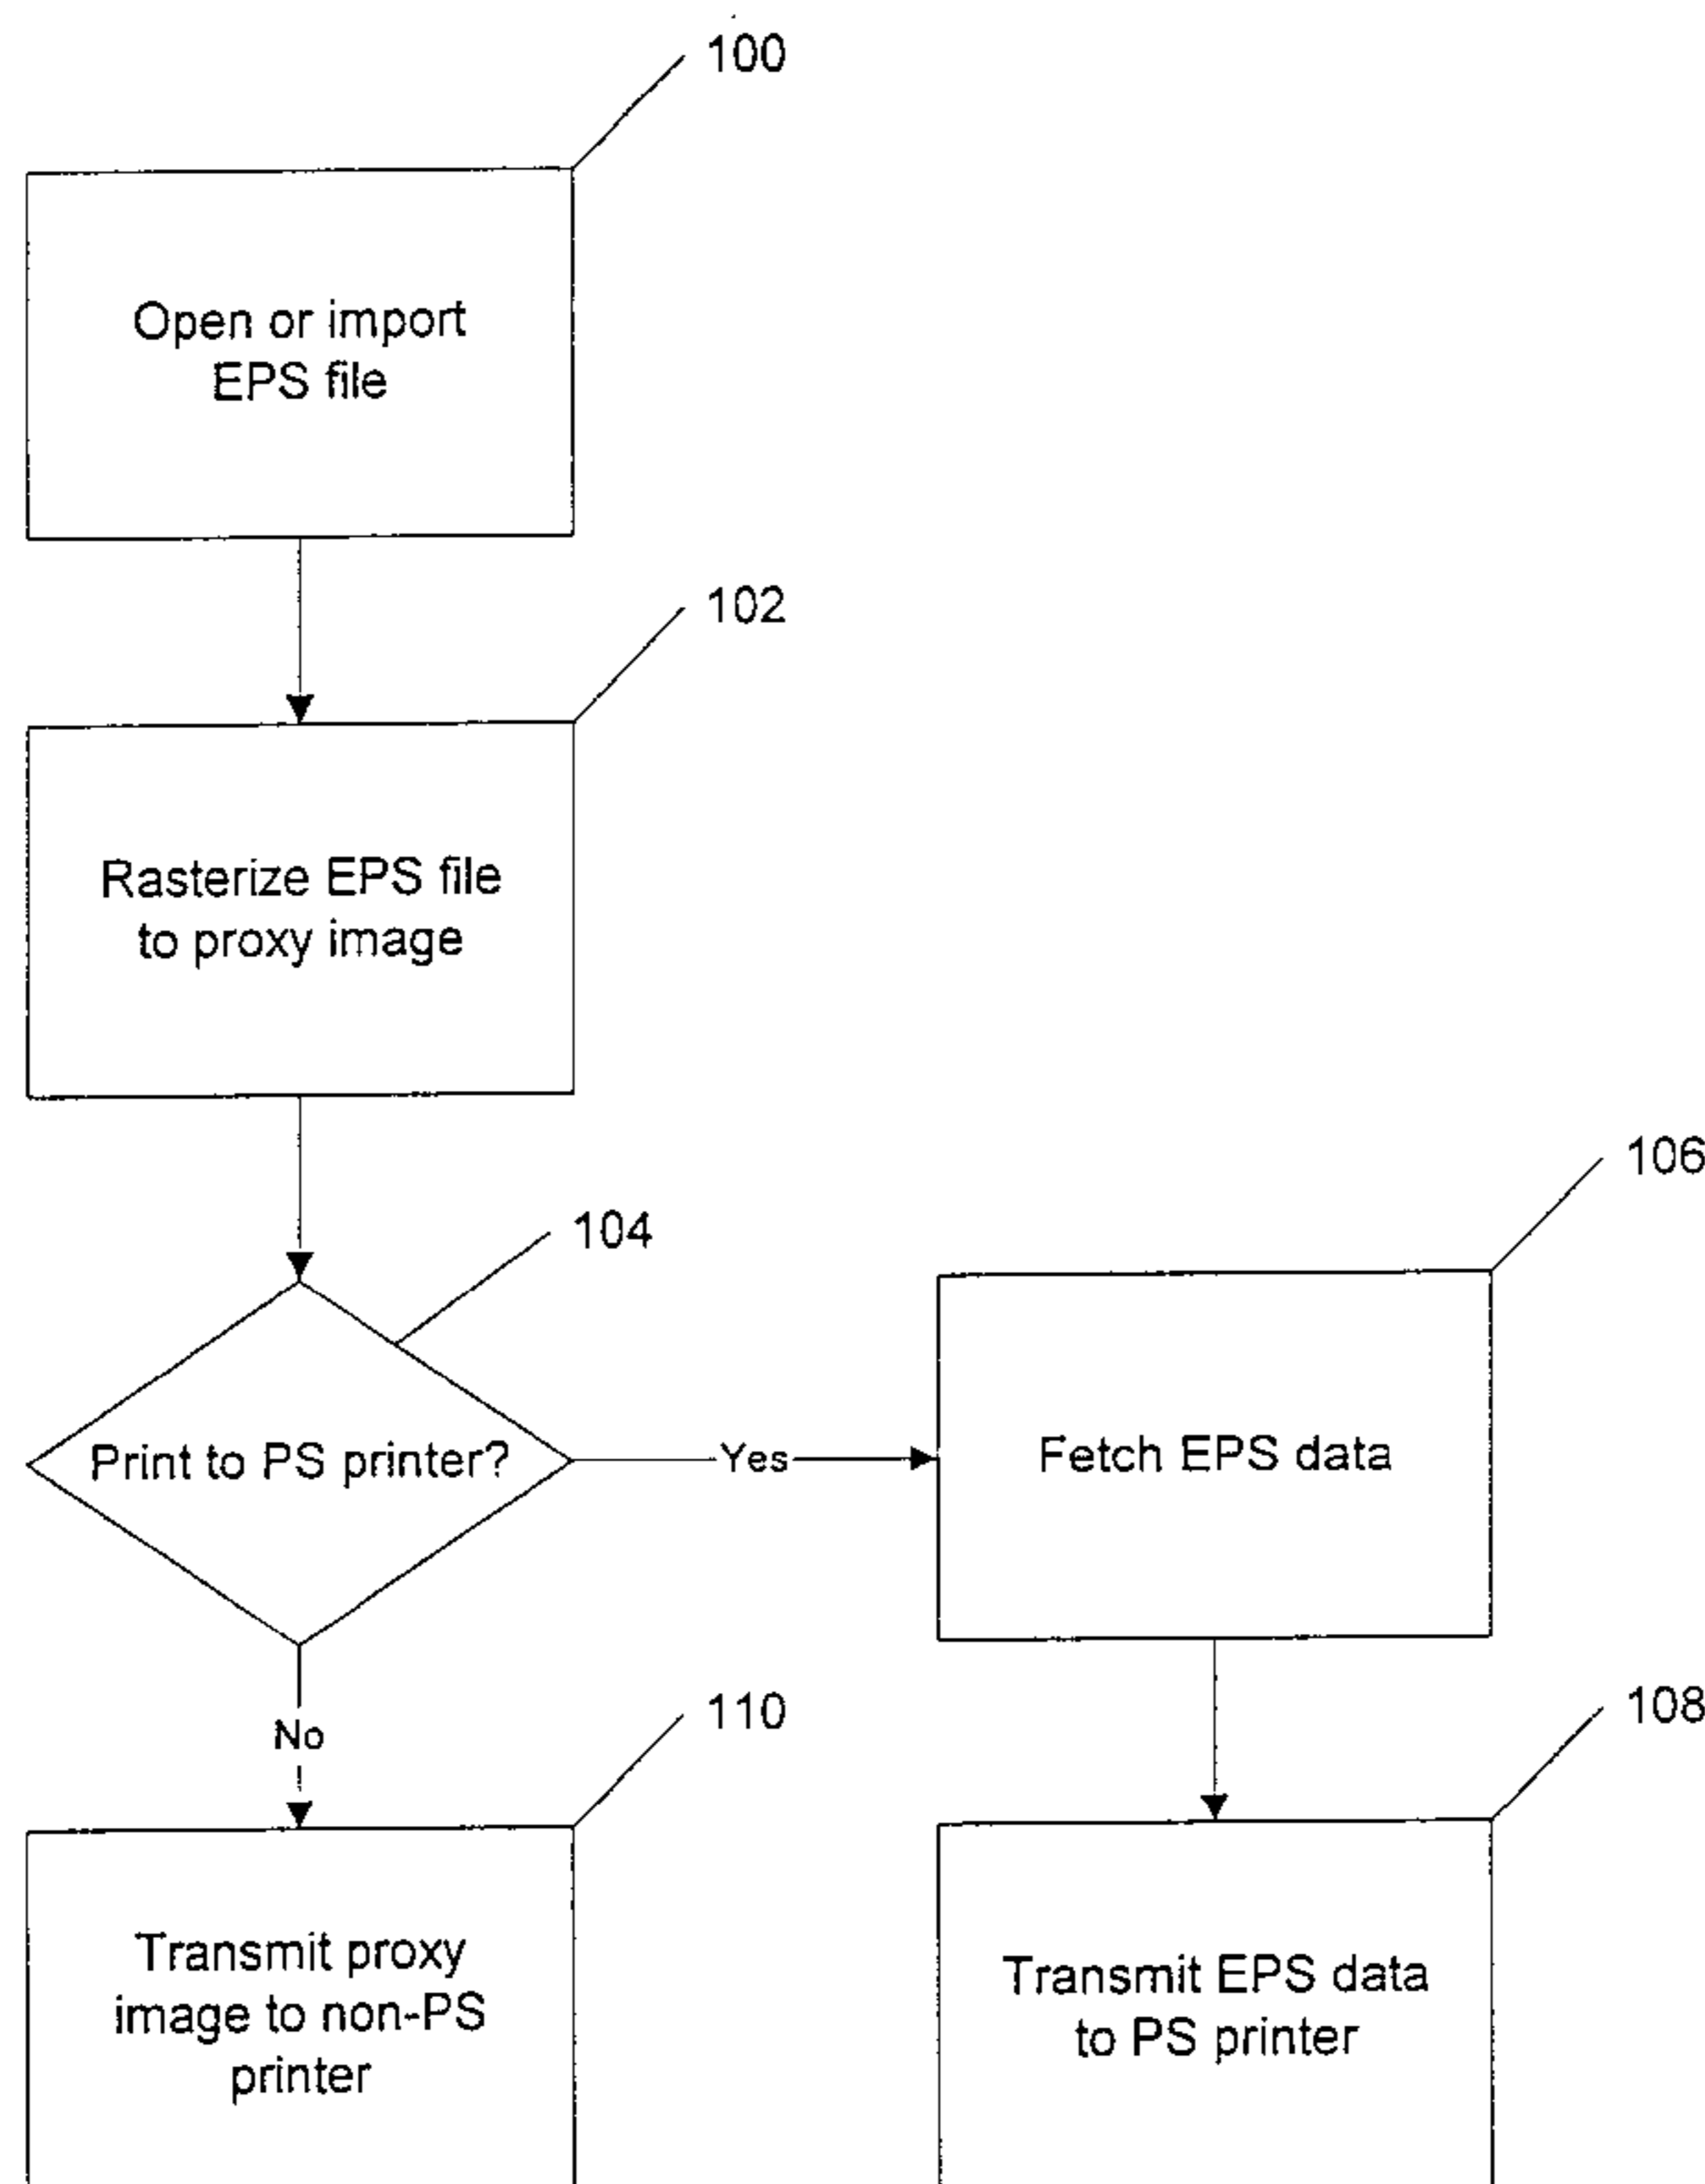 100
Open or import
EPS file
102
Rasterize EPS file
to proxy image
104
Print to PS printer?
Yes
106
Fetch EPS data
No
110
Transmit proxy
image to non-PS
printer
108
Transmit EPS data
to PS printer